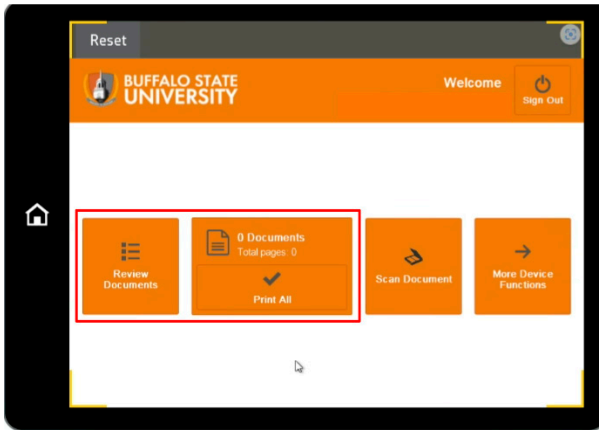 Reset
BUFFALO STATE
UNIVERSITY
Welcome
Sign Out
Review
Documents
0 Documents
Total pages: 0
Print All
Scan Document
More Device
Functions